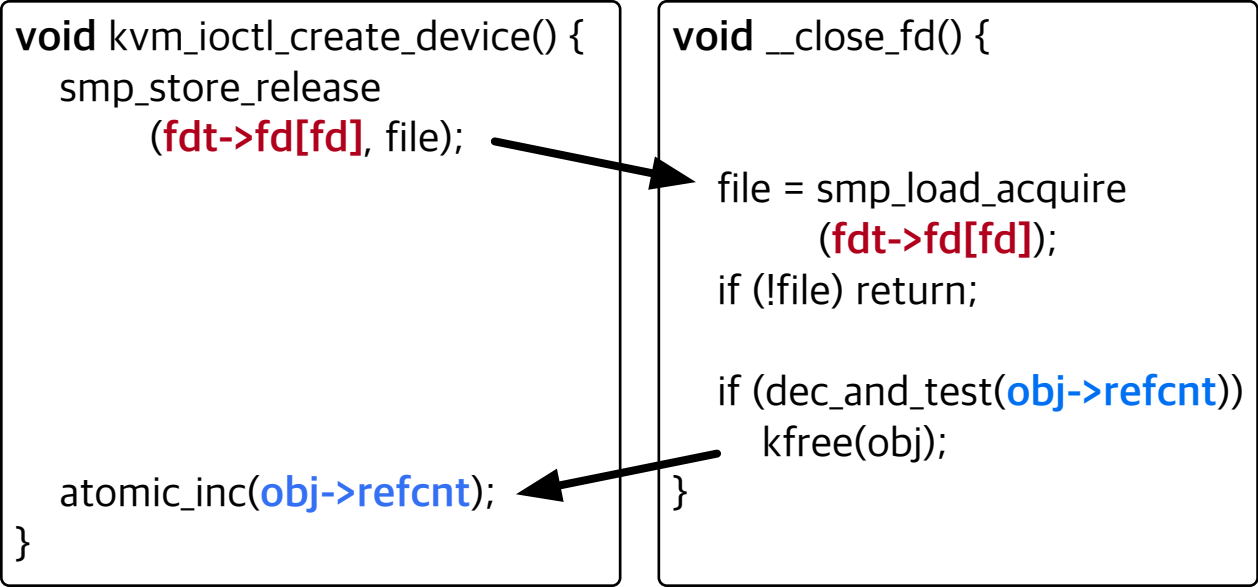 void kvm_ioctl_create_device() {
smp_store_release
(fdt->fd[fd], file);
atomic_inc(obj->refcnt);
}
void __close_fd() {
file = smp_load_acquire
(fdt->fd[fd]);
if (!file) return;
if (dec_and_test(obj->refcnt))
kfree(obj);
}